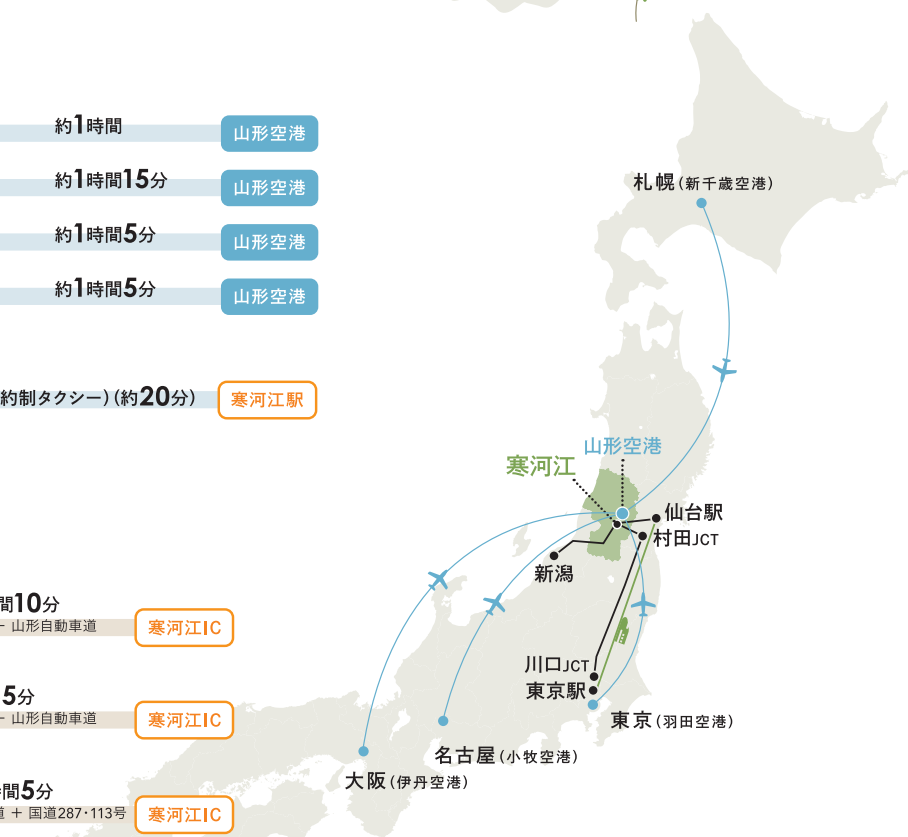 約1時間 山形空港
約1時間15分 山形空港
約1時間5分 山形空港
約1時間5分 山形空港
約制タクシー)(約20分) 寒河江駅
間10分
山形自動車道 寒河江IC
5分
山形自動車道 寒河江IC
間5分
道 + 国道287・113号 寒河江IC
札幌(新千歳空港)
山形空港
寒河江
仙台駅
村田JCT
新潟
川口JCT
東京駅
東京(羽田空港)
名古屋(小牧空港)
大阪(伊丹空港)